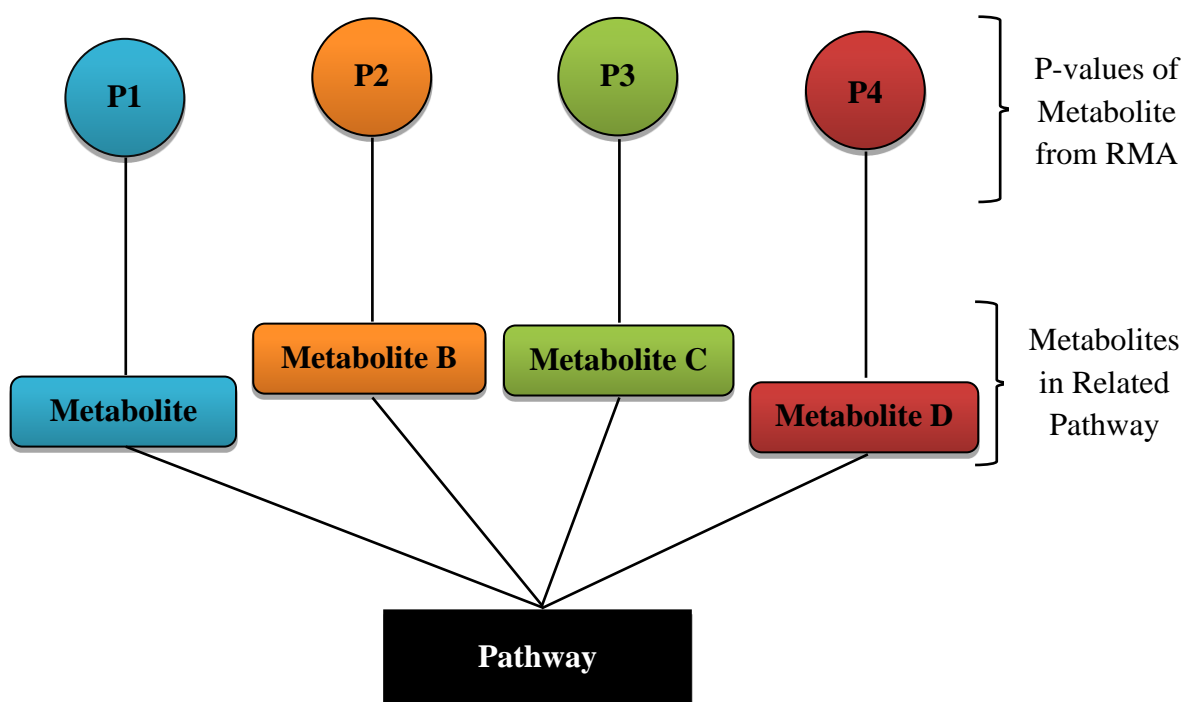 P1
P2
P3
P4
P-values of
Metabolite
from RMA
Metabolite
Metabolite B
Metabolite C
Metabolite D
Metabolites
in Related
Pathway
Pathway